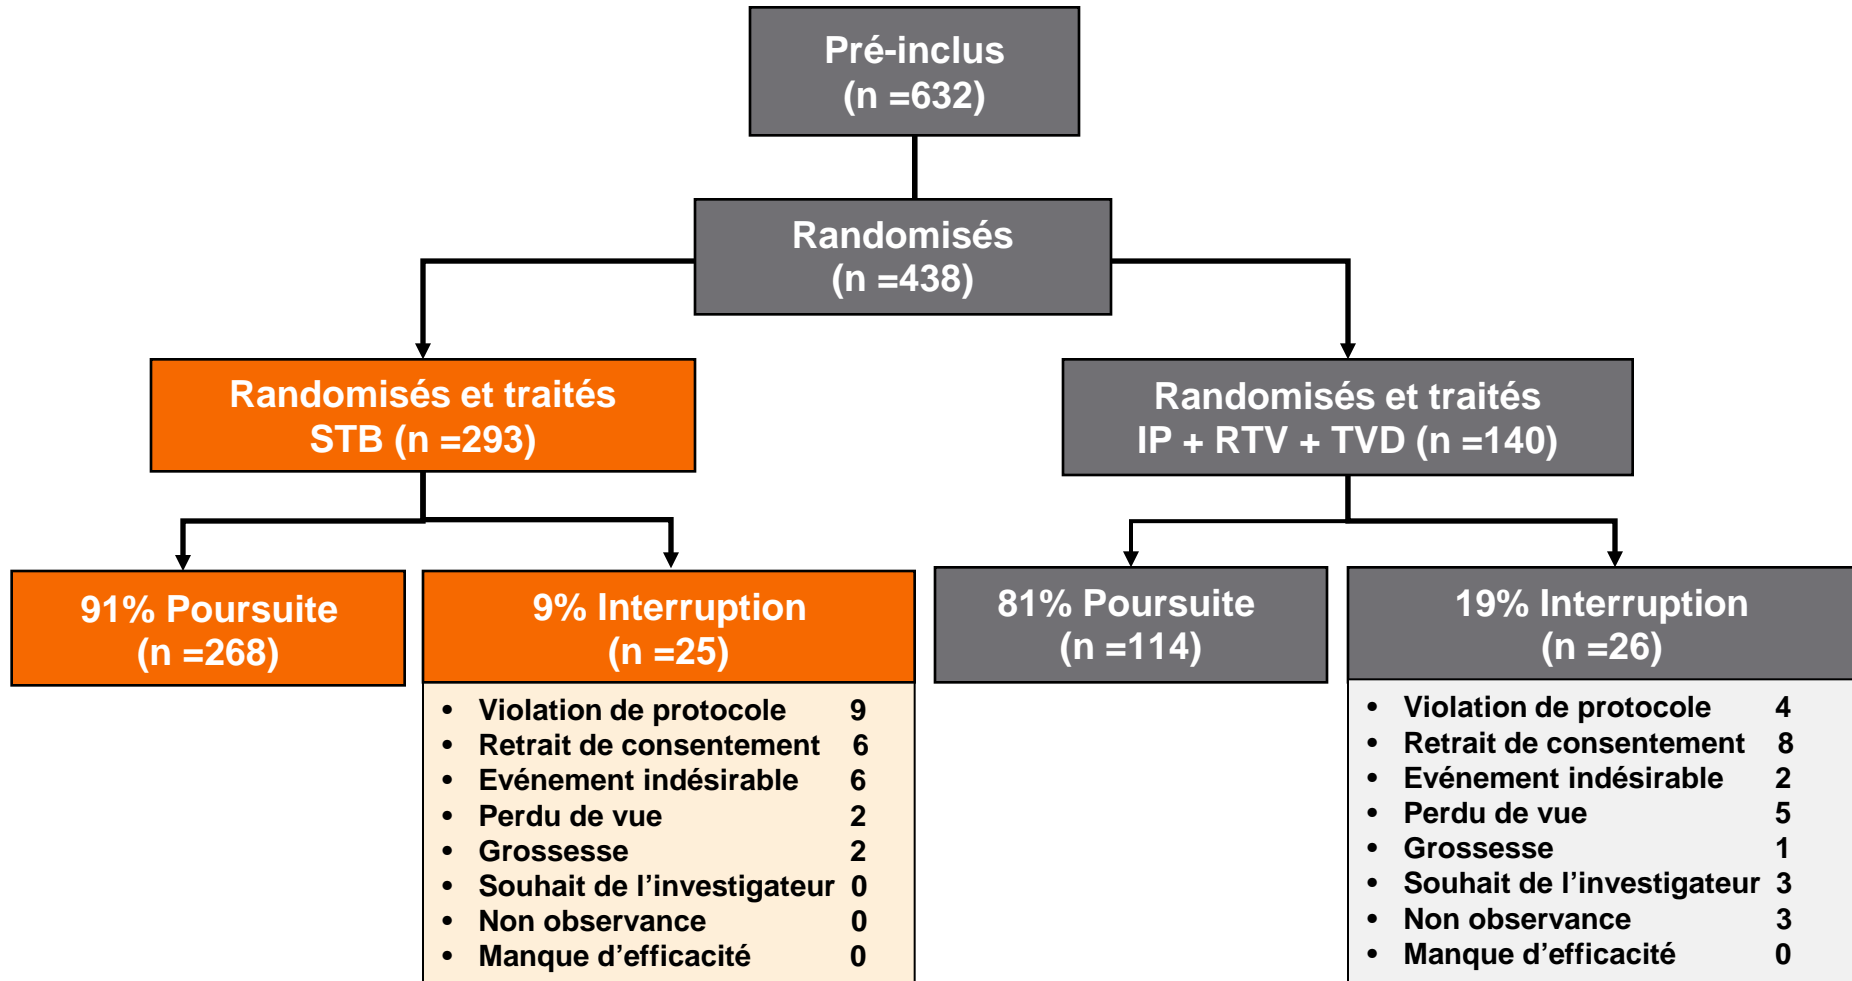 Pré-inclus
(n =632)
Randomisés
(n =438)
Randomisés et traités
STB (n =293)
Randomisés et traités
IP + RTV + TVD (n =140)
91% Poursuite
(n =268)
9% Interruption
(n =25)
• Violation de protocole 9
• Retrait de consentement 6
• Evénement indésirable 6
• Perdu de vue 2
• Grossesse 2
• Souhait de l’investigateur 0
• Non observance 0
• Manque d’efficacité 0
81% Poursuite
(n =114)
19% Interruption
(n =26)
• Violation de protocole 4
• Retrait de consentement 8
• Evénement indésirable 2
• Perdu de vue 5
• Grossesse 1
• Souhait de l’investigateur 3
• Non observance 3
• Manque d’efficacité 0